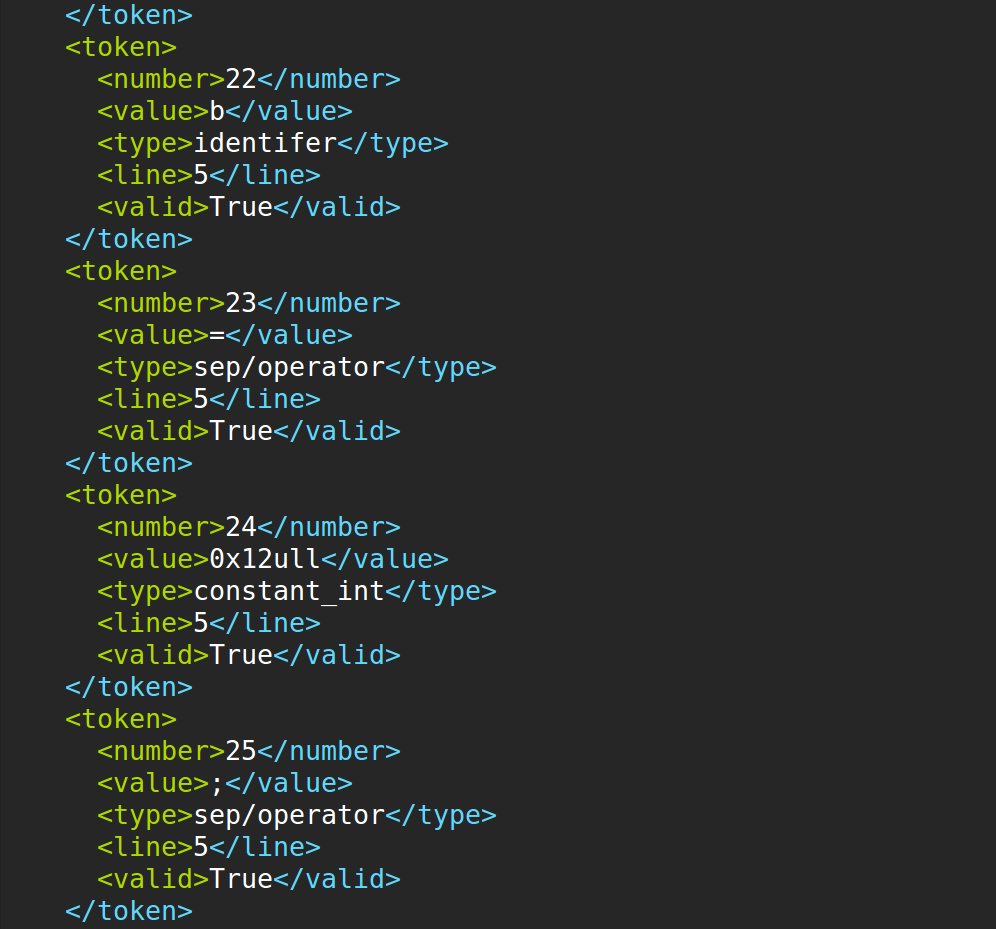 </token>
<token>
<number>22</number>
<value>b</value>
<type>identifer</type>
<line>5</line>
<valid>True</valid>
</token>
<token>
<number>23</number>
<value>=</value>
<type>sep/operator</type>
<line>5</line>
<valid>True</valid>
</token>
<token>
<number>24</number>
<value>0x12ull</value>
<type>constant_int</type>
<line>5</line>
<valid>True</valid>
</token>
<token>
<number>25</number>
<value>;</value>
<type>sep/operator</type>
<line>5</line>
<valid>True</valid>
</token>